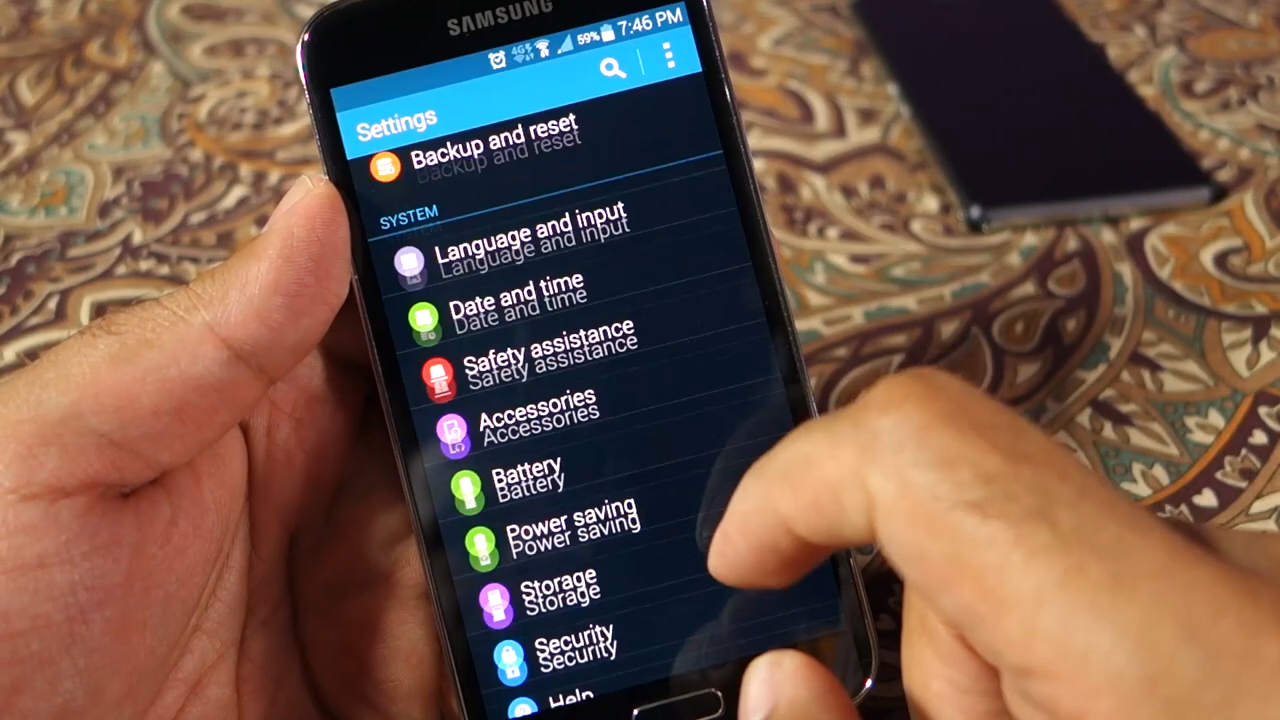 SAMSUNG
4G 59% 7:46 PM
Settings
Backup and reset
SYSTEM
Language and input
Date and time
Safety assistance
Accessories
Battery
Power saving
Storage
Security
Help